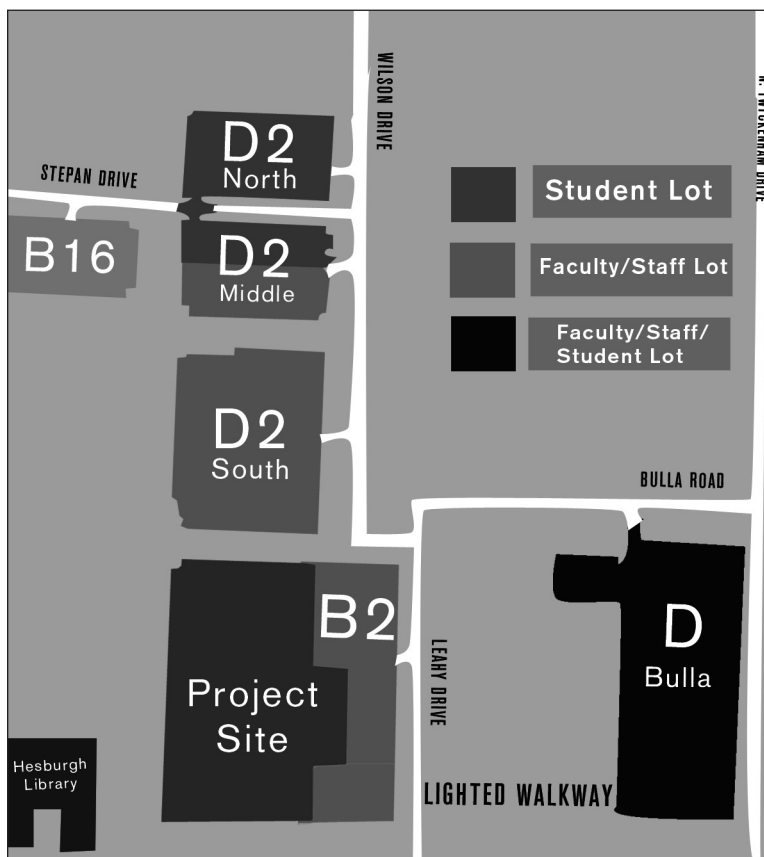 WILSON DRIVE
D2
North
STEPAN DRIVE
B16
D2
Middle
Student Lot
Faculty/Staff Lot
Faculty/Staff/
Student Lot
D2
South
BULLA ROAD
B2
D
Bulla
LEAHY DRIVE
Project
Site
Hesburgh
Library
LIGHTED WALKWAY
DRIVE